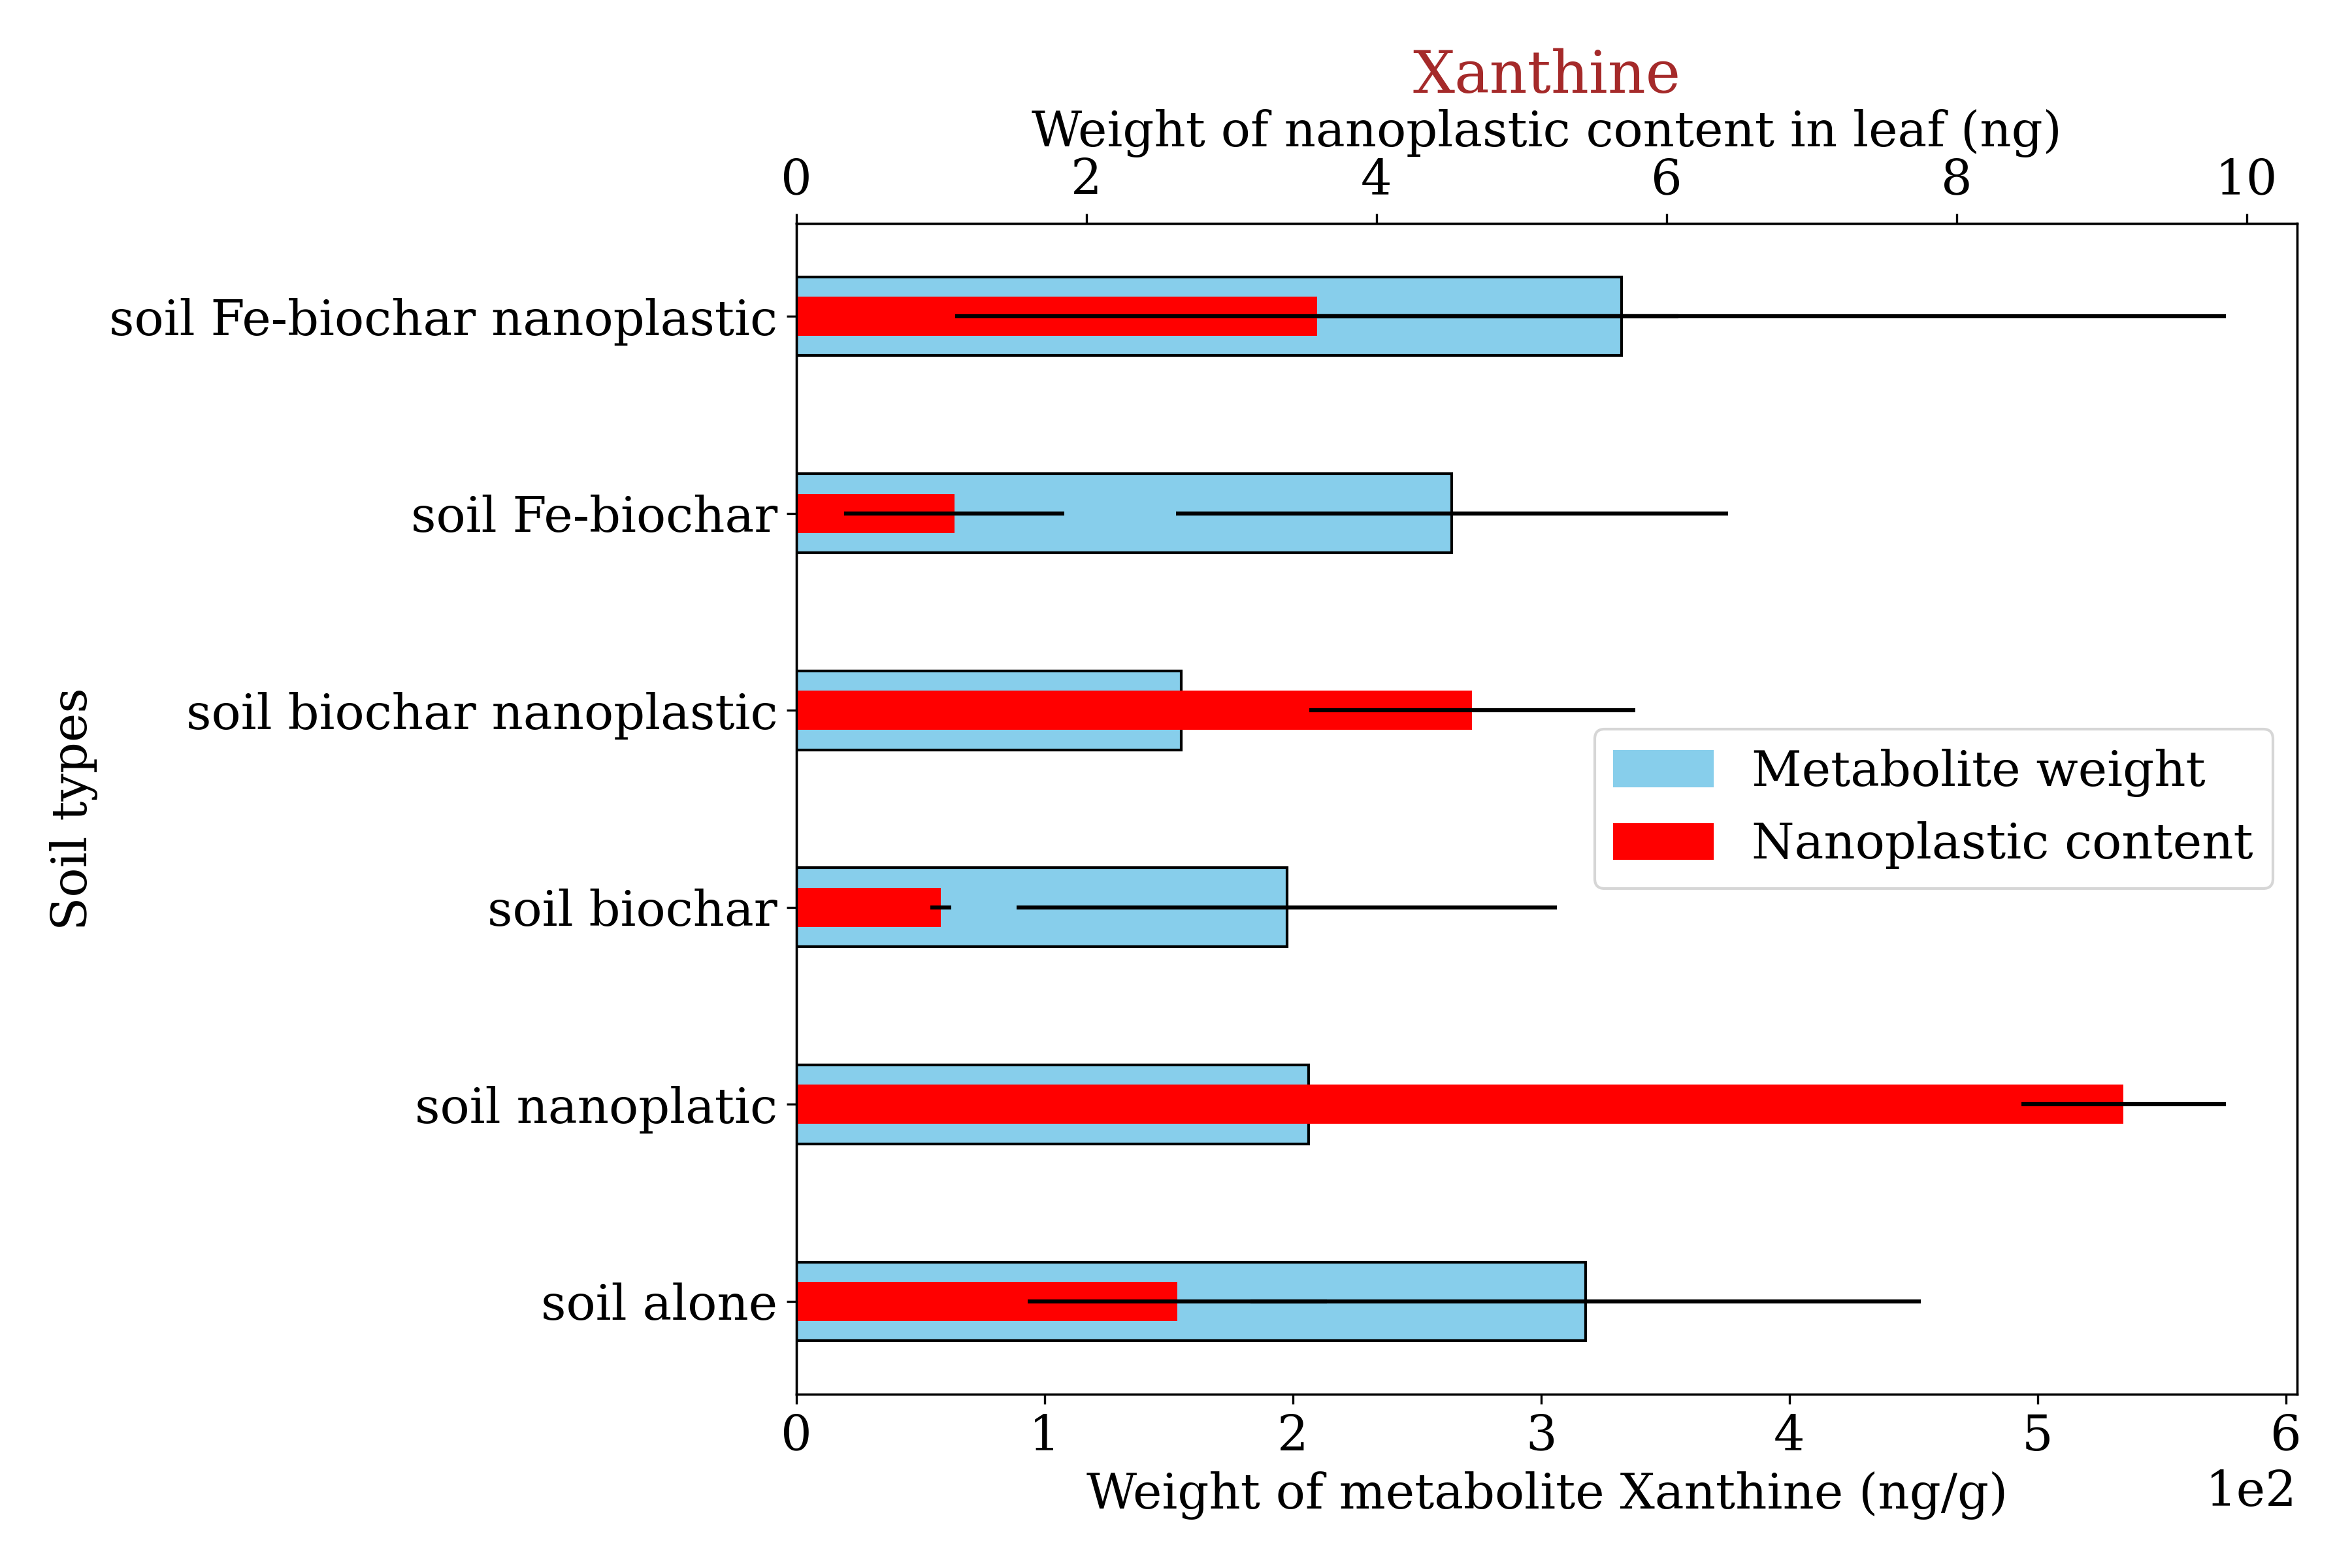 Xanthine
Weight of nanoplastic content in leaf (ng)
0 2 4 6 8 10
soil Fe-biochar nanoplastic
soil Fe-biochar
soil biochar nanoplastic
soil biochar
soil nanoplatic
soil alone
Soil types
Metabolite weight
Nanoplastic content
0 1 2 3 4 5 6
Weight of metabolite Xanthine (ng/g)
1e2